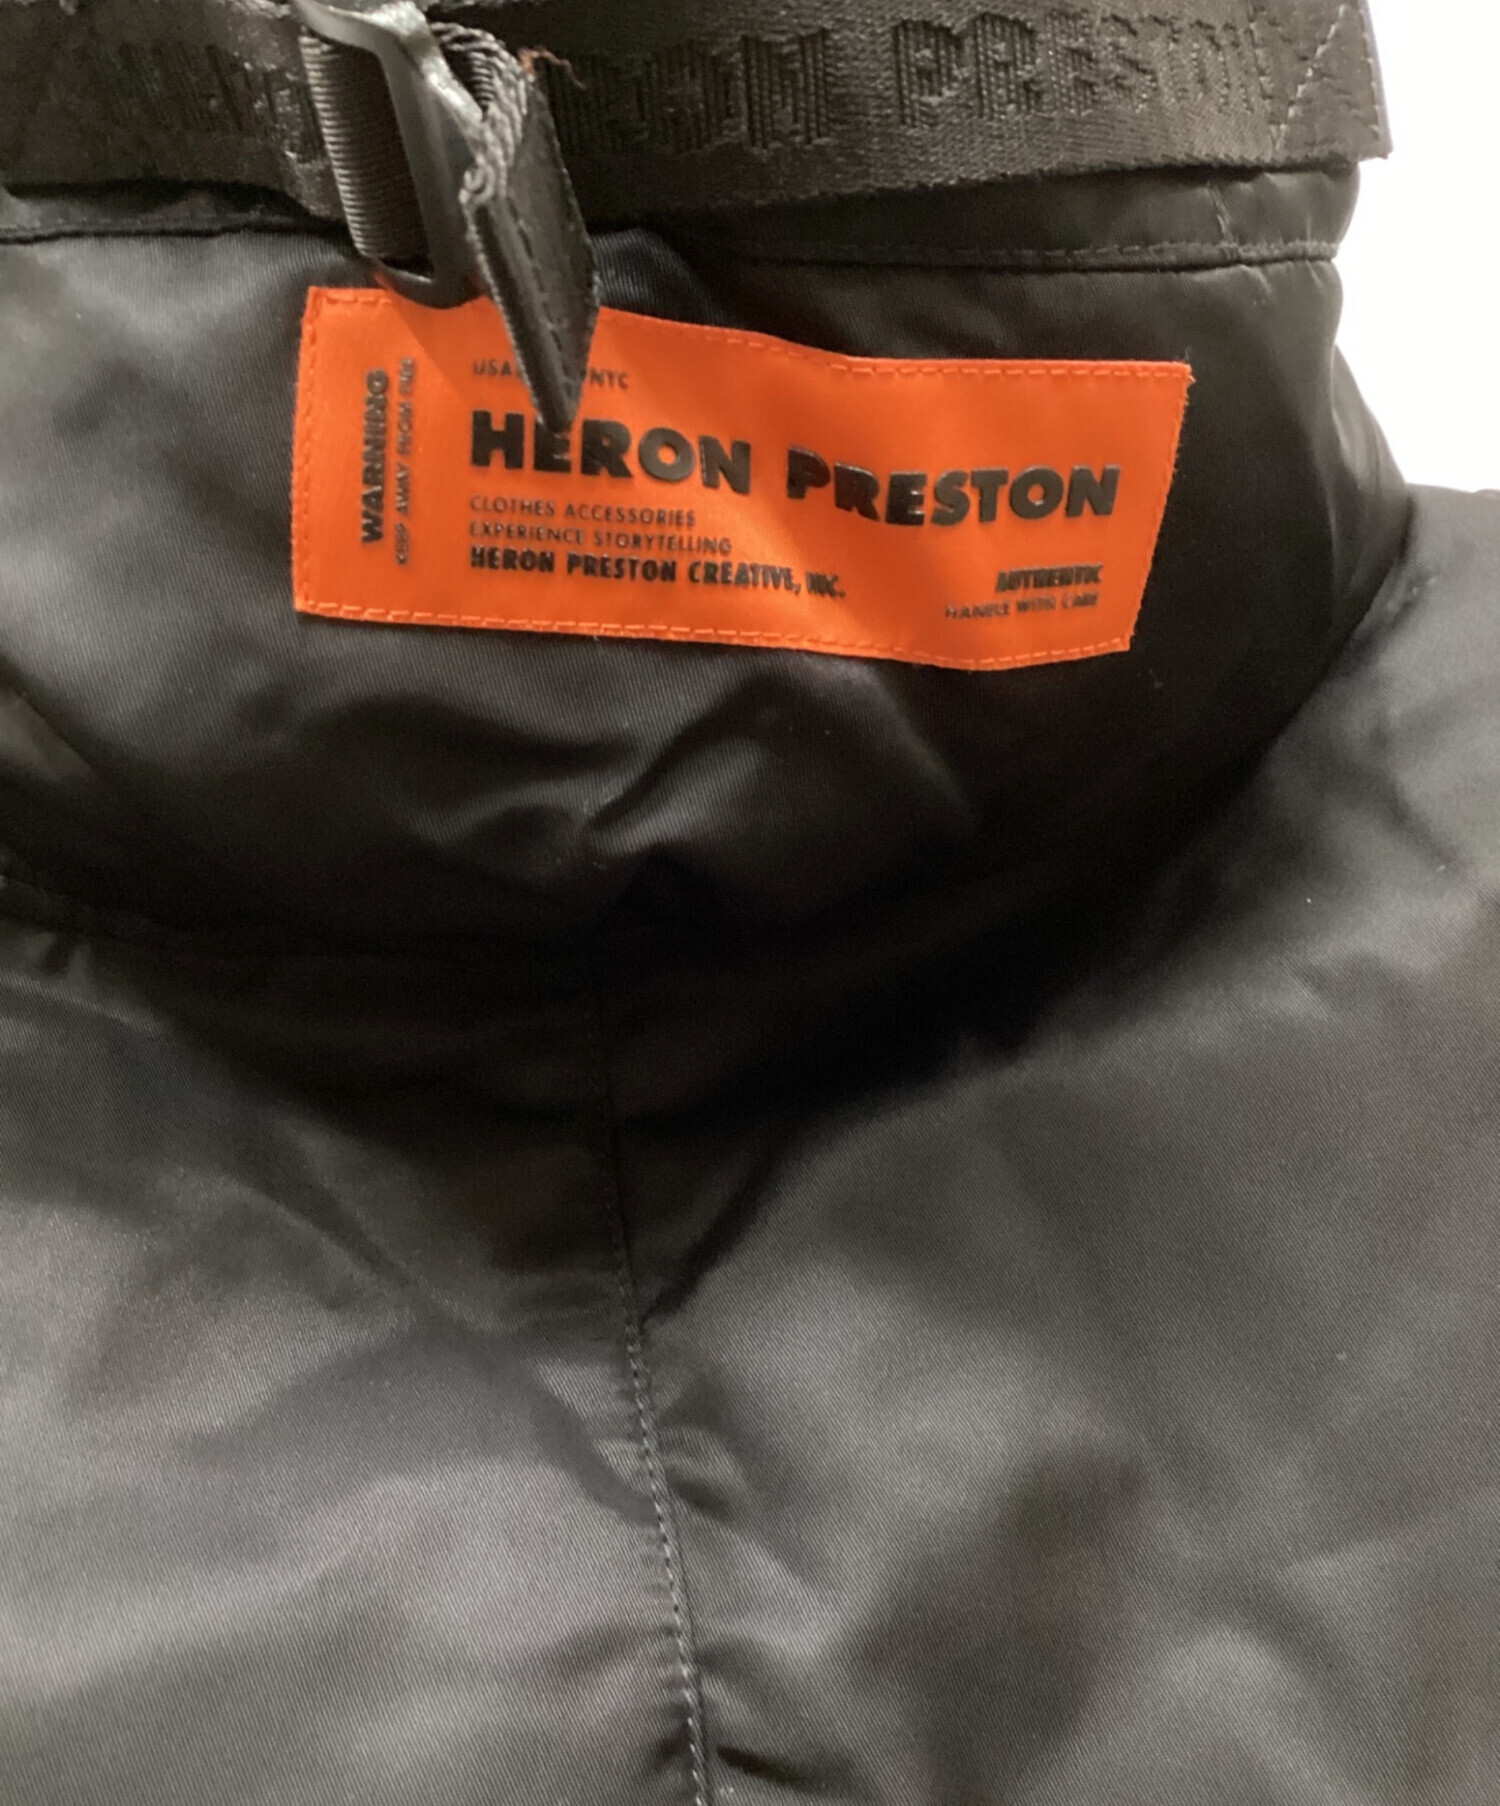 HERON PRESTON
WARNING
KEEP AWAY FROM FIRE
USA
NYC
HERON PRESTON
CLOTHES ACCESSORIES
EXPERIENCE STORYTELLING
HERON PRESTON CREATIVE, INC.
AUTHENTIC
HANDLE WITH CARE